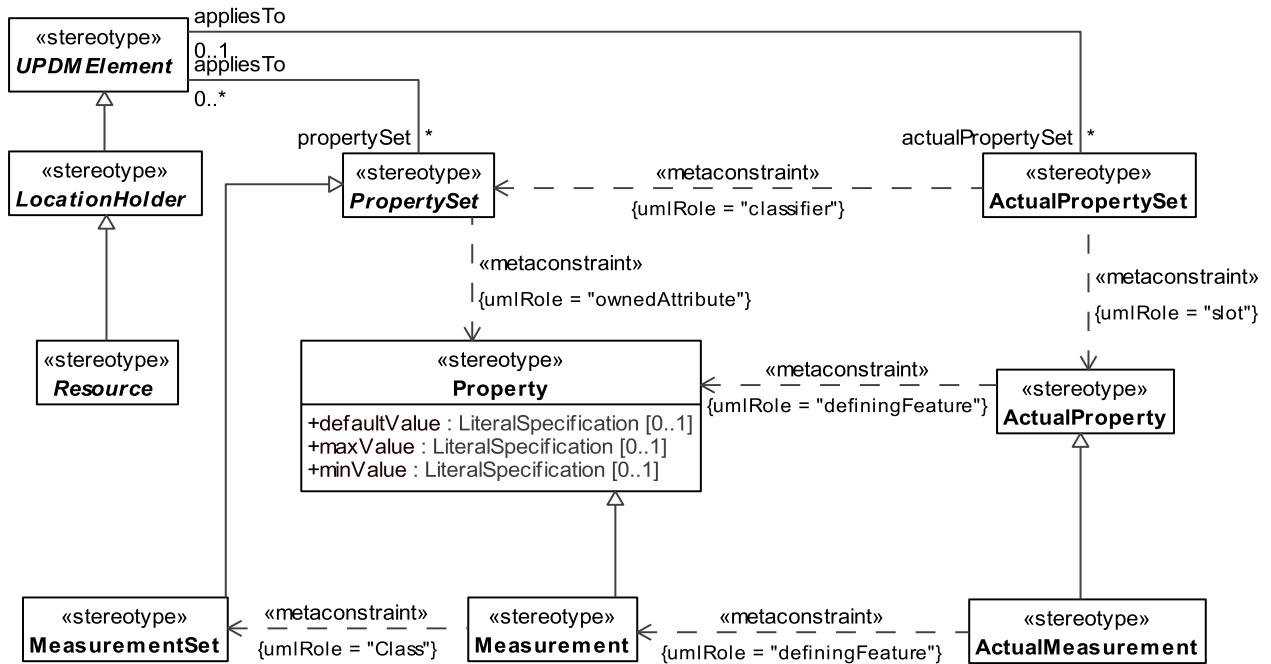 appliesTo
«stereotype»
UPDMElement
0..1
appliesTo
0..*
propertySet
*
actualPropertySet
*
«stereotype»
LocationHolder
«stereotype»
PropertySet
«metaconstraint»
{umlRole = "classifier"}
«stereotype»
ActualPropertySet
«metaconstraint»
{umlRole = "ownedAttribute"}
«metaconstraint»
{umlRole = "slot"}
«stereotype»
Resource
«stereotype»
Property
+defaultValue : LiteralSpecification [0..1]
+maxValue : LiteralSpecification [0..1]
+minValue : LiteralSpecification [0..1]
«metaconstraint»
{umlRole = "definingFeature"}
«stereotype»
ActualProperty
«stereotype»
MeasurementSet
«metaconstraint»
{umlRole = "Class"}
«stereotype»
Measurement
«metaconstraint»
{umlRole = "definingFeature"}
«stereotype»
ActualMeasurement